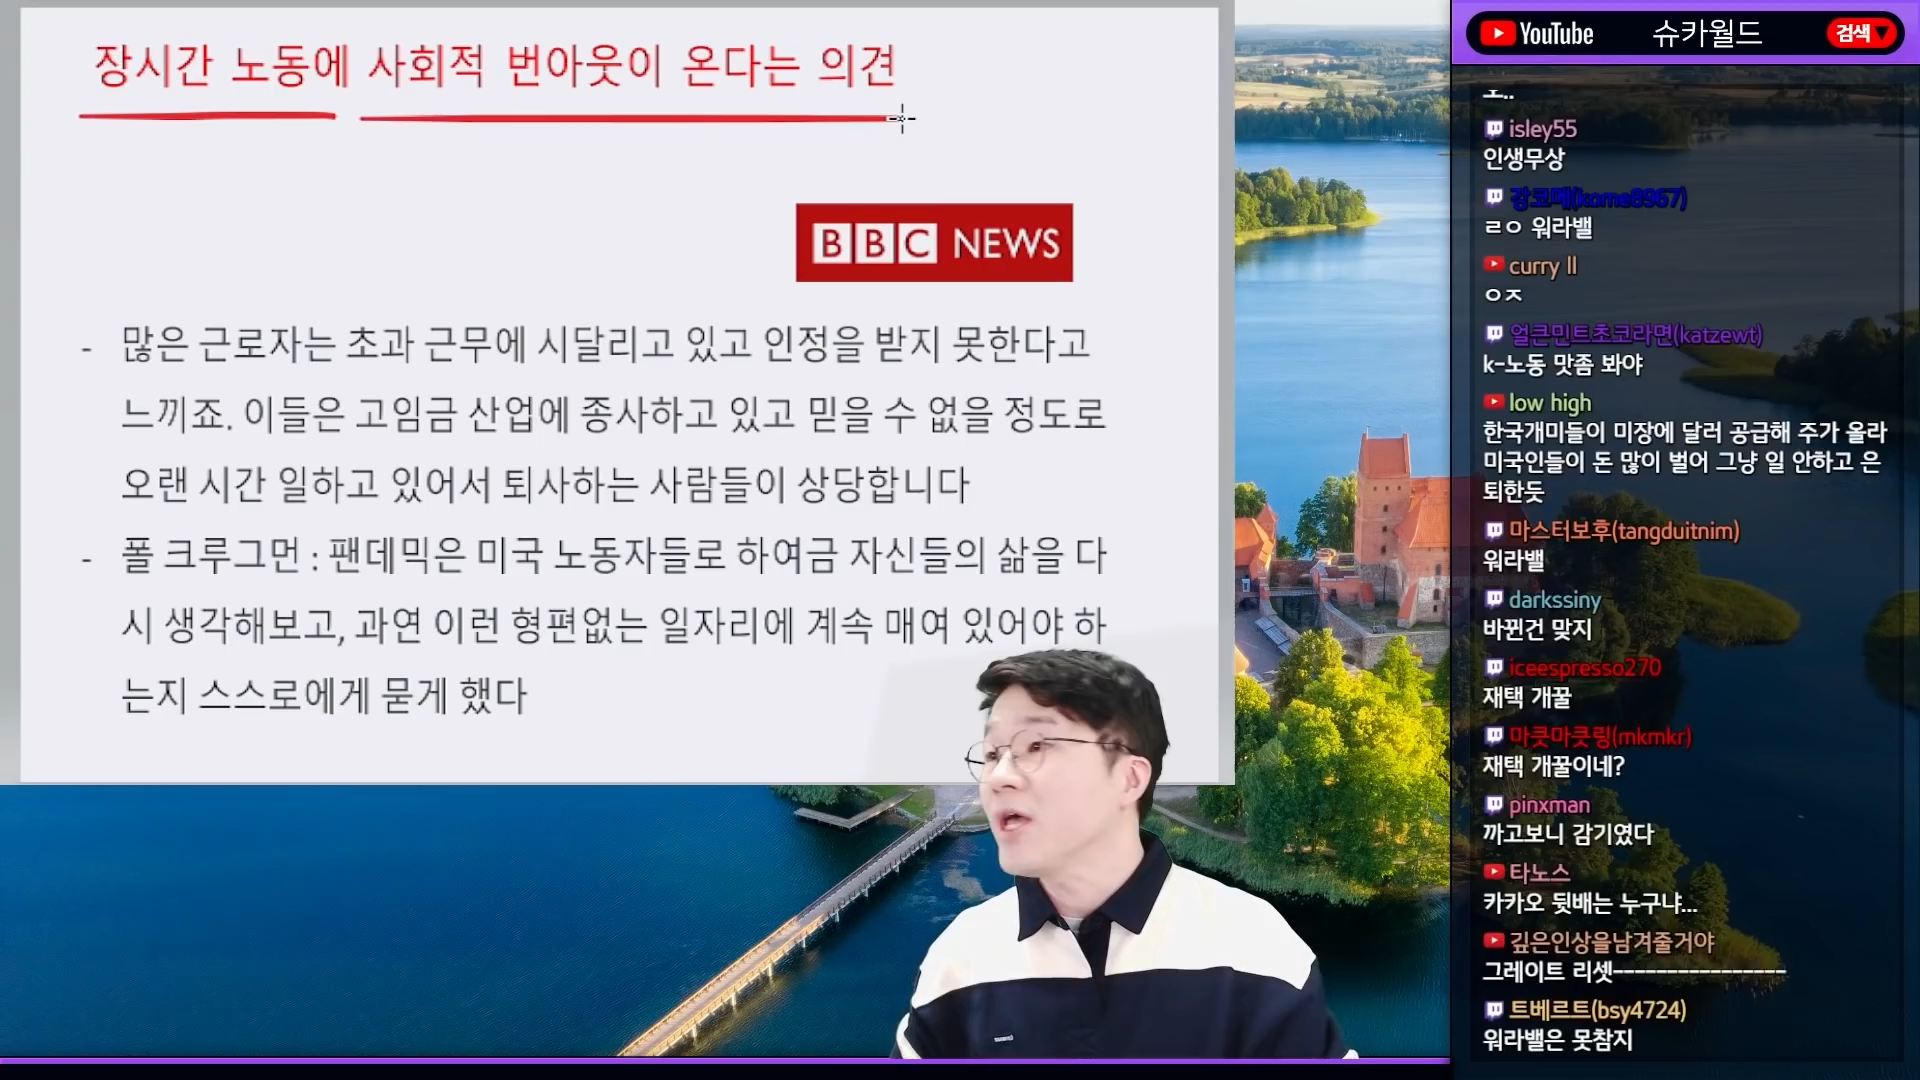 장시간 노동에 사회적 번아웃이 온다는 의견
BBC NEWS
- 많은 근로자는 초과 근무에 시달리고 있고 인정을 받지 못한다고
느끼죠. 이들은 고임금 산업에 종사하고 있고 믿을 수 없을 정도로
오랜 시간 일하고 있어서 퇴사하는 사람들이 상당합니다
- 폴 크루그먼 : 팬데믹은 미국 노동자들로 하여금 자신들의 삶을 다
시 생각해보고, 과연 이런 형편없는 일자리에 계속 매여 있어야 하
는지 스스로에게 묻게 했다
YouTube 슈카월드 검색
isley55
인생무상
강코메(kome8967)
ㄹㅇ 워라밸
curry ll
ㅇㅈ
얼큰민트초코라면(katzewt)
k-노동 맛좀 봐야
low high
한국개미들이 미장에 달러 공급해 주가 올라
미국인들이 돈 많이 벌어 그냥 일 안하고 은
퇴한듯
마스터보후(tangduitnim)
워라밸
darkssiny
바뀐건 맞지
iceespresso270
재택 개꿀
마쿳마쿳링(mkmkr)
재택 개꿀이네?
pinxman
까고보니 감기였다
타노스
카카오 뒷배는 누구냐...
깊은인상을남겨줄거야
그레이트 리셋----------------
트베르트(bsy4724)
워라밸은 못참지